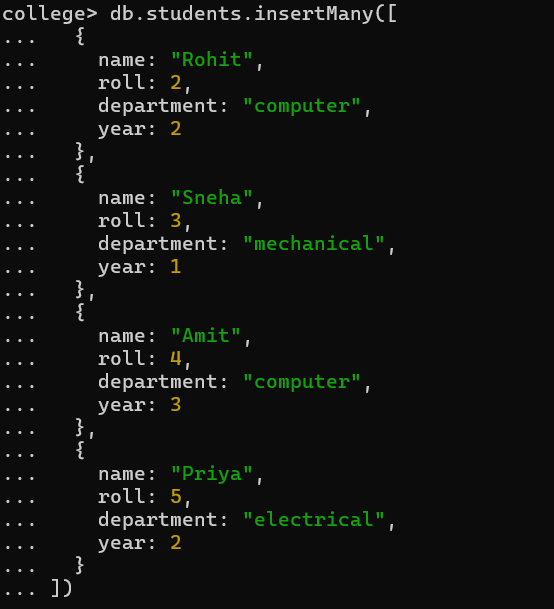 college> db.students.insertMany([
...   {
...     name: "Rohit",
...     roll: 2,
...     department: "computer",
...     year: 2
...   },
...   {
...     name: "Sneha",
...     roll: 3,
...     department: "mechanical",
...     year: 1
...   },
...   {
...     name: "Amit",
...     roll: 4,
...     department: "computer",
...     year: 3
...   },
...   {
...     name: "Priya",
...     roll: 5,
...     department: "electrical",
...     year: 2
...   }
... ])